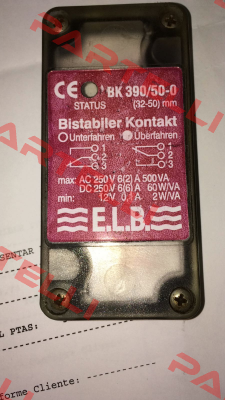 CE BK 390/50-0
STATUS (32-50) mm
Bistabiler Kontakt
Unterfahren Überfahren
1 1
2 2
3 3
max: AC 250 V 6(2) A 500VA
DC 250 V 6(6) A 60W/VA
min: 12V 0,1 A 2W/VA
E.L.B.
SENTAR
L PTAS:
forme Cliente: